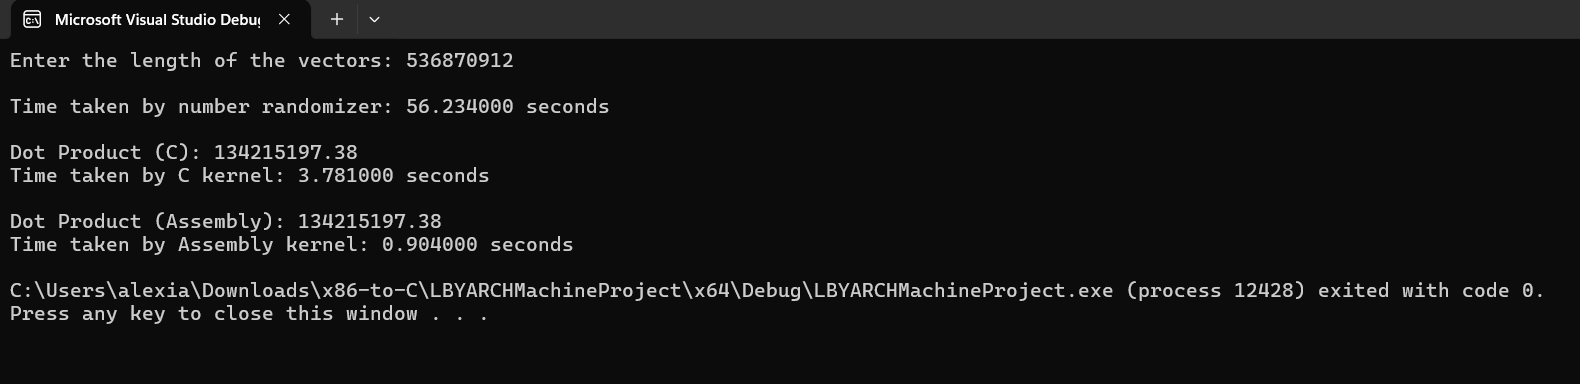 Microsoft Visual Studio Debug
Enter the length of the vectors: 536870912
Time taken by number randomizer: 56.234000 seconds
Dot Product (C): 134215197.38
Time taken by C kernel: 3.781000 seconds
Dot Product (Assembly): 134215197.38
Time taken by Assembly kernel: 0.904000 seconds
C:\Users\alexia\Downloads\x86-to-C\LBYARCHMachineProject\x64\Debug\LBYARCHMachineProject.exe (process 12428) exited with code 0.
Press any key to close this window . . .